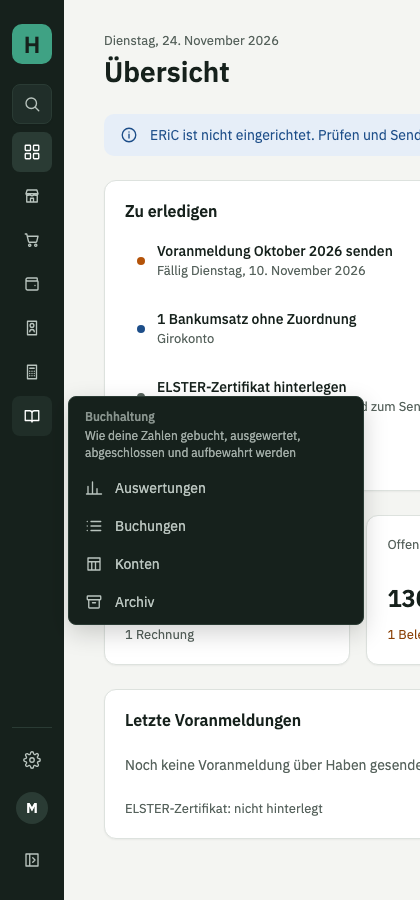 H
Dienstag, 24. November 2026
Übersicht
ERiC ist nicht eingerichtet. Prüfen und Send
Zu erledigen
Voranmeldung Oktober 2026 senden
Fällig Dienstag, 10. November 2026
1 Bankumsatz ohne Zuordnung
Girokonto
ELSTER-Zertifikat hinterlegen
d zum Sen
Buchhaltung
Wie deine Zahlen gebucht, ausgewertet,
abgeschlossen und aufbewahrt werden
Auswertungen
Buchungen
Konten
Archiv
Offen
130
1 Rechnung
1 Bele
Letzte Voranmeldungen
Noch keine Voranmeldung über Haben gesende
ELSTER-Zertifikat: nicht hinterlegt
M